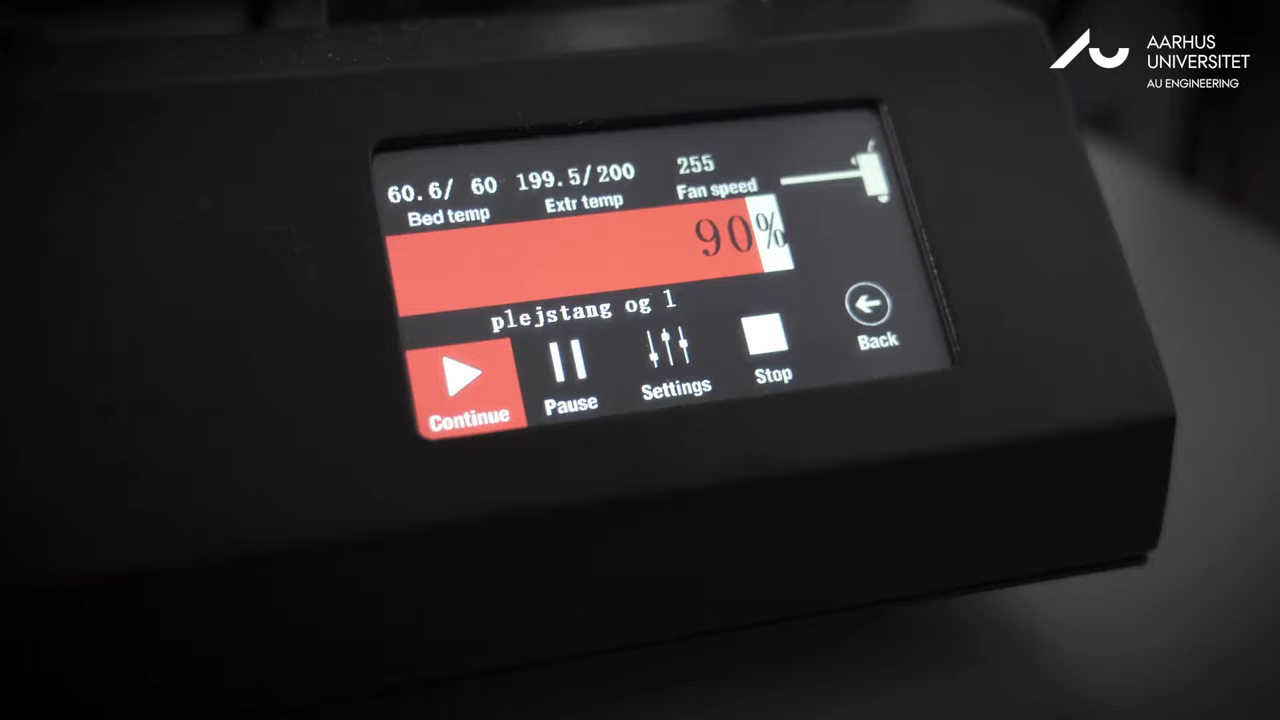 AARHUS
UNIVERSITET
AU ENGINEERING
60.6/ 60 199.5/200 255
Bed temp Extr temp Fan speed
90%
plejstang og 1
Continue Pause Settings Stop Back